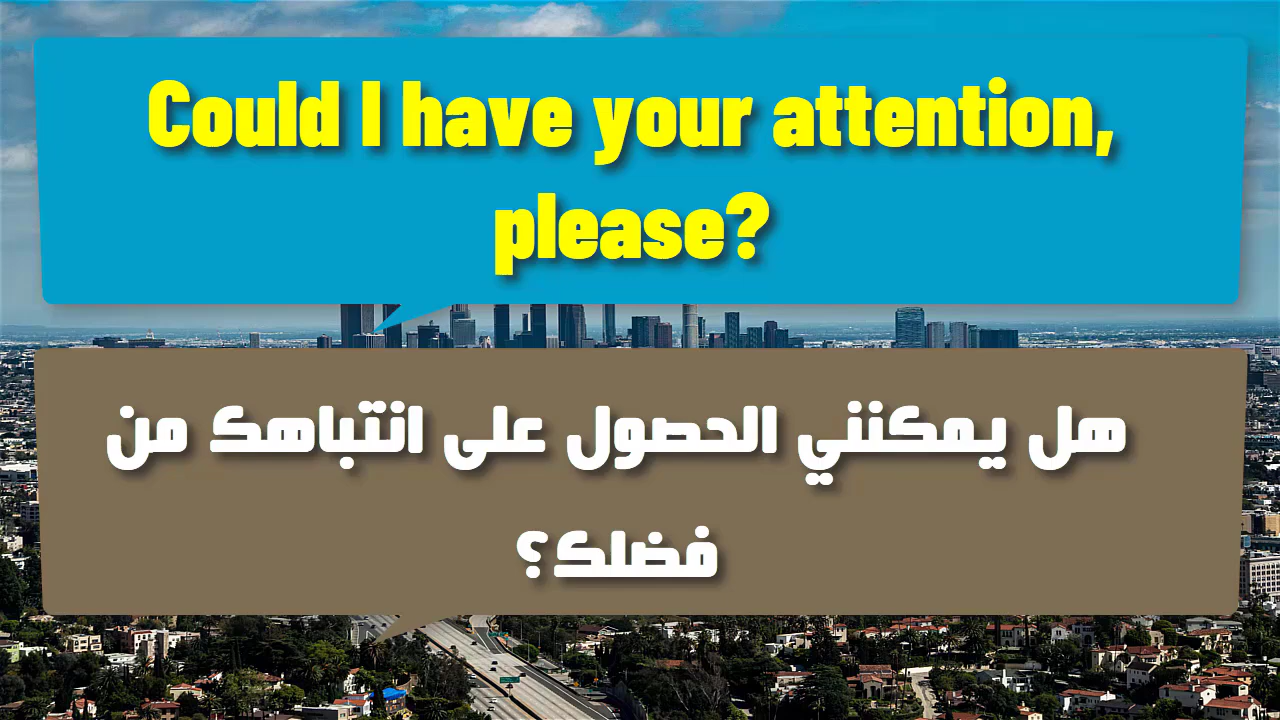 Could I have your attention,
please?
هل يمكنني الحصول على انتباهك من
فضلك؟